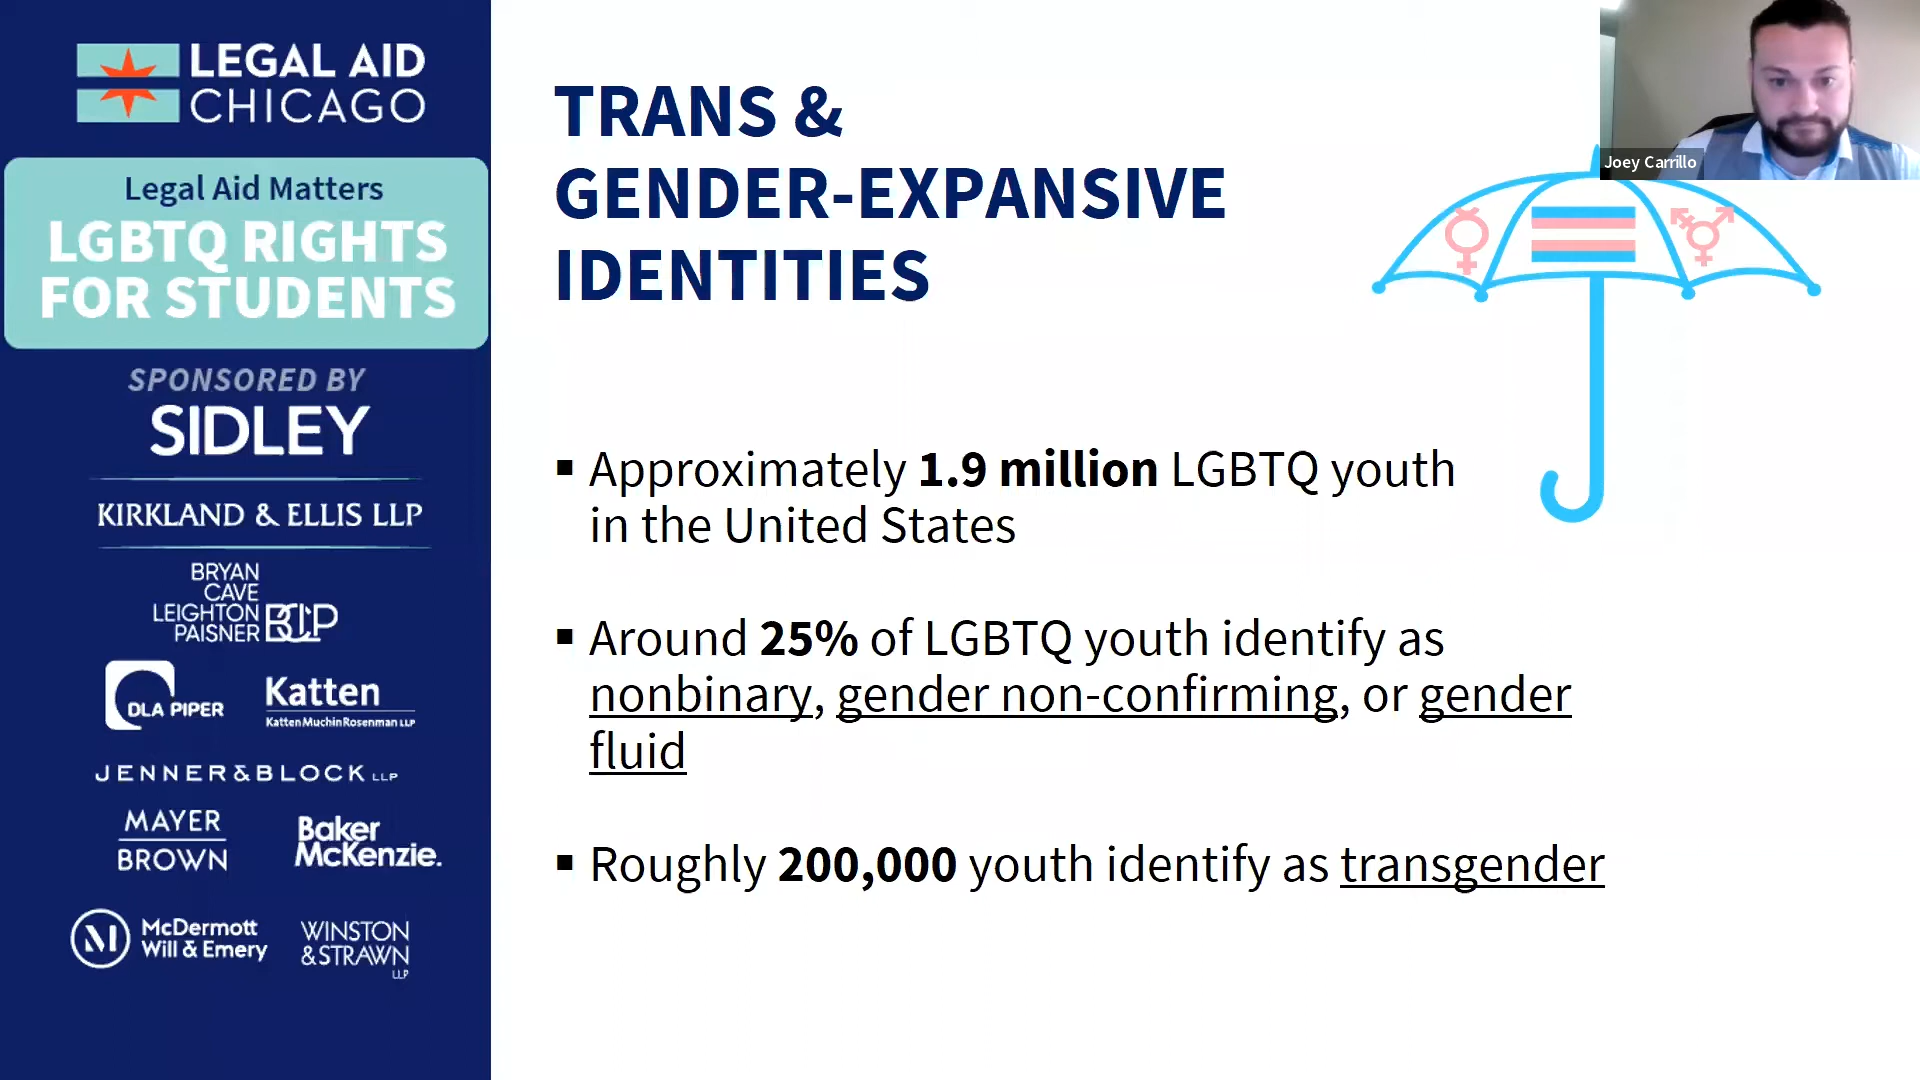 LEGAL AID
CHICAGO
Legal Aid Matters
LGBTQ RIGHTS
FOR STUDENTS
SPONSORED BY
SIDLEY
KIRKLAND & ELLIS LLP
BRYAN
CAVE
LEIGHTON
PAISNER
BCLP
DLA PIPER
Katten
KattenMuchinRosenman LLP
JENNER&BLOCK LLP
MAYER
BROWN
Baker
McKenzie.
M
McDermott
Will & Emery
WINSTON
& STRAWN
LLP
TRANS &
GENDER-EXPANSIVE
IDENTITIES
▪ Approximately 1.9 million LGBTQ youth
in the United States
▪ Around 25% of LGBTQ youth identify as
nonbinary, gender non-confirming, or gender
fluid
▪ Roughly 200,000 youth identify as transgender
Joey Carrillo